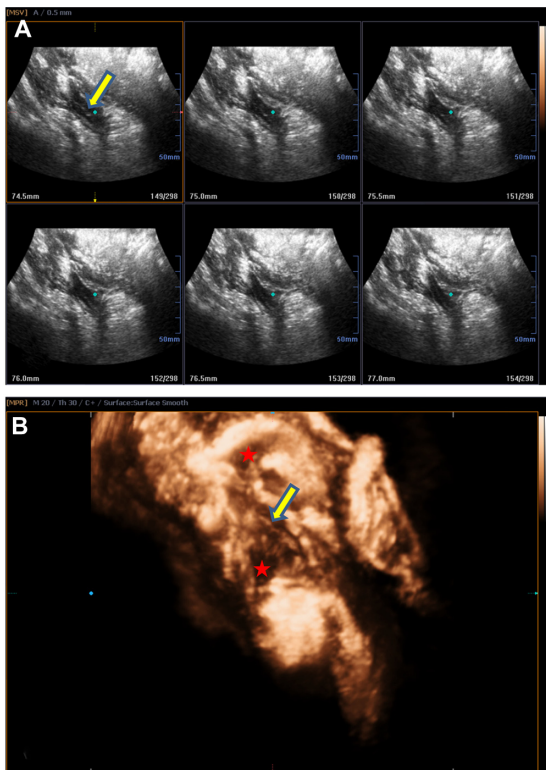 [MSV] A / 0.5 mm
A
50mm
74.5mm 149/298
50mm
75.0mm 150/298
50mm
75.5mm 151/298
50mm
76.0mm 152/298
50mm
76.5mm 153/298
50mm
77.0mm 154/298
[MPR] M 20 / Th 30 / C+ / Surface:Surface Smooth
B